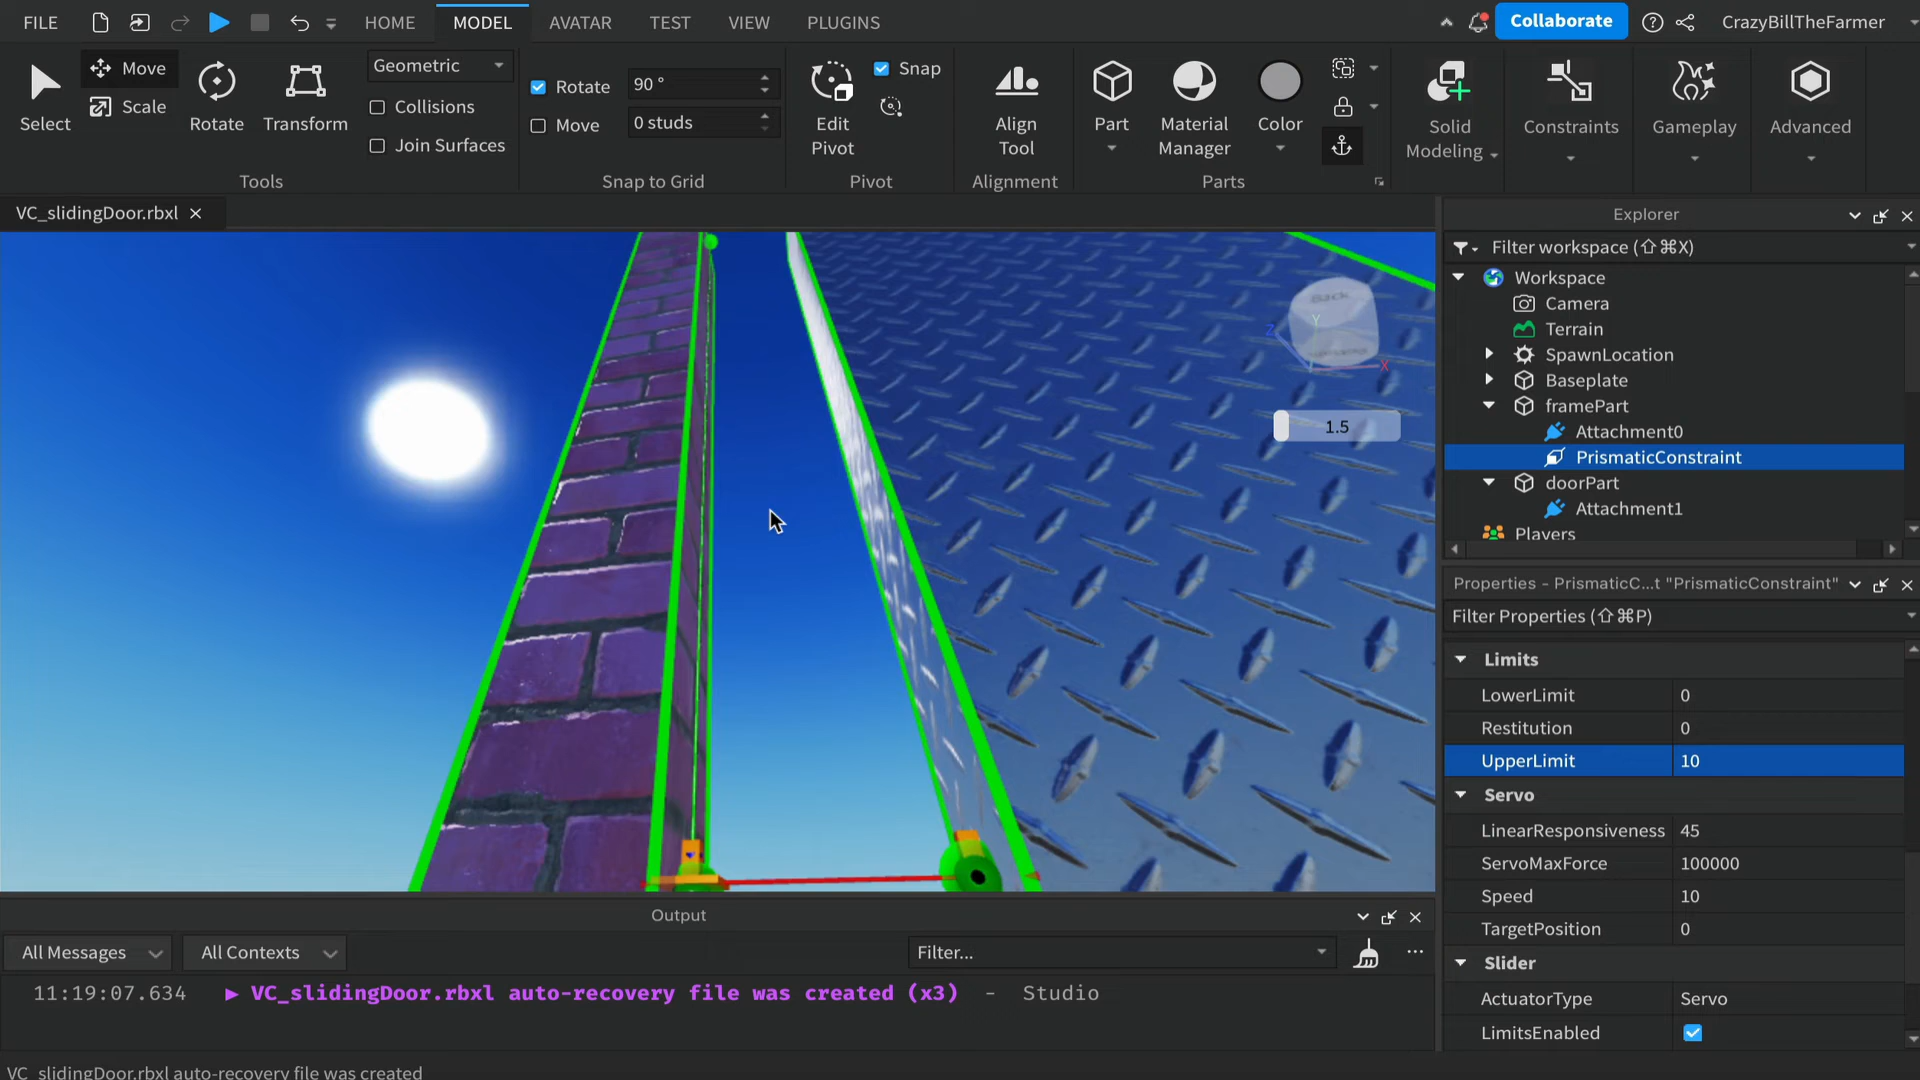 FILE HOME MODEL AVATAR TEST VIEW PLUGINS Collaborate CrazyBillTheFarmer
Select
Move
Scale
Rotate
Transform
Geometric
Collisions
Join Surfaces
Tools
Rotate 90 °
Move 0 studs
Snap to Grid
Edit
Pivot
Snap
Pivot
Align
Tool
Alignment
Part
Material
Manager
Color
Parts
Solid
Modeling
Constraints
Gameplay
Advanced
VC_slidingDoor.rbxl
Back
Y
Z
X
1.5
Explorer
Filter workspace (⇧⌘X)
Workspace
Camera
Terrain
SpawnLocation
Baseplate
framePart
Attachment0
PrismaticConstraint
doorPart
Attachment1
Players
Properties - PrismaticC...t "PrismaticConstraint"
Filter Properties (⇧⌘P)
Limits
LowerLimit 0
Restitution 0
UpperLimit 10
Servo
LinearResponsiveness 45
ServoMaxForce 100000
Speed 10
TargetPosition 0
Slider
ActuatorType Servo
LimitsEnabled
Output
All Messages All Contexts Filter...
11:19:07.634 VC_slidingDoor.rbxl auto-recovery file was created (x3) - Studio
VC_slidingDoor.rbxl auto-recovery file was created